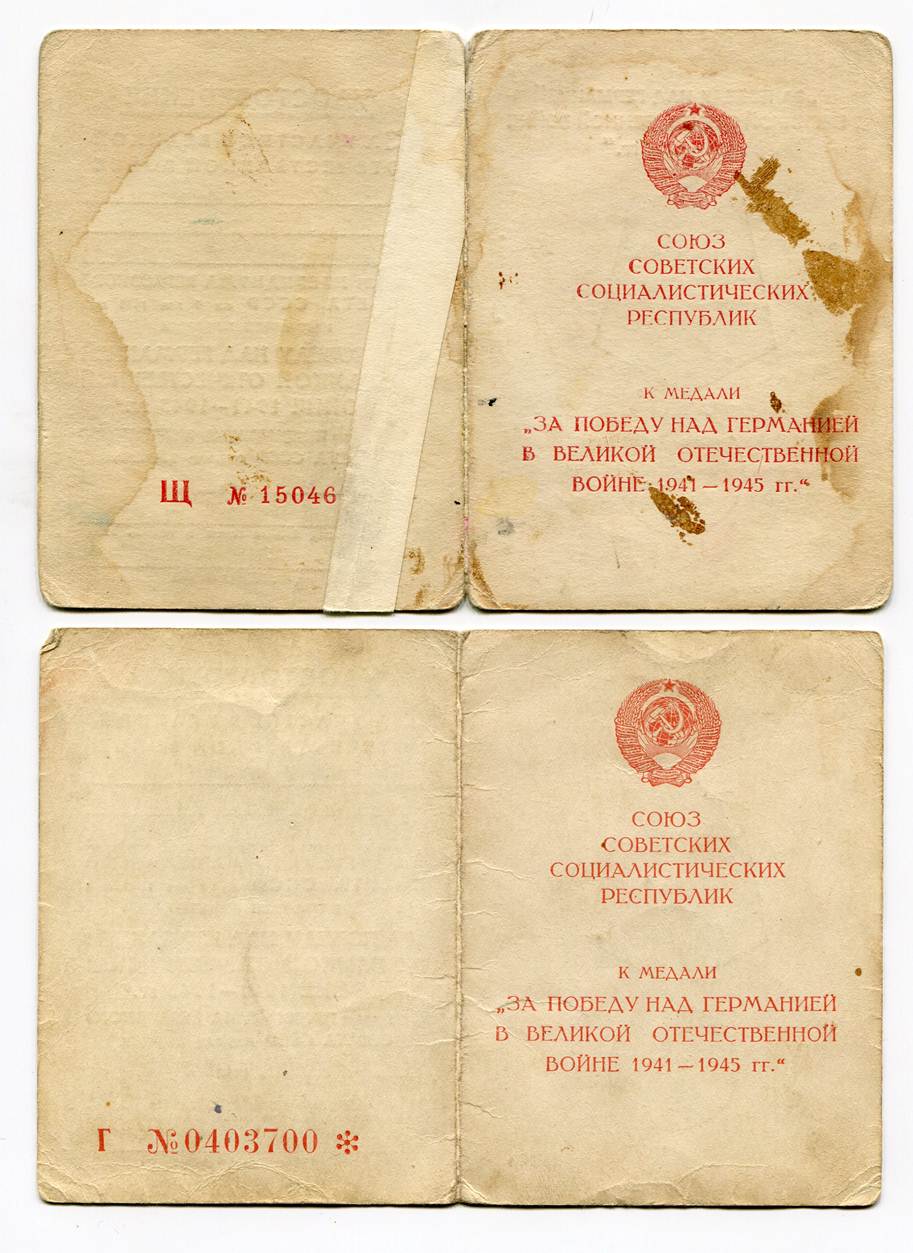 Щ № 15046
СОЮЗ
СОВЕТСКИХ
СОЦИАЛИСТИЧЕСКИХ
РЕСПУБЛИК
К МЕДАЛИ
„ЗА ПОБЕДУ НАД ГЕРМАНИЕЙ
В ВЕЛИКОЙ ОТЕЧЕСТВЕННОЙ
ВОЙНЕ 1941—1945 гг.“
Г №0403700 *
СОЮЗ
СОВЕТСКИХ
СОЦИАЛИСТИЧЕСКИХ
РЕСПУБЛИК
К МЕДАЛИ
„ЗА ПОБЕДУ НАД ГЕРМАНИЕЙ
В ВЕЛИКОЙ ОТЕЧЕСТВЕННОЙ
ВОЙНЕ 1941—1945 гг.“